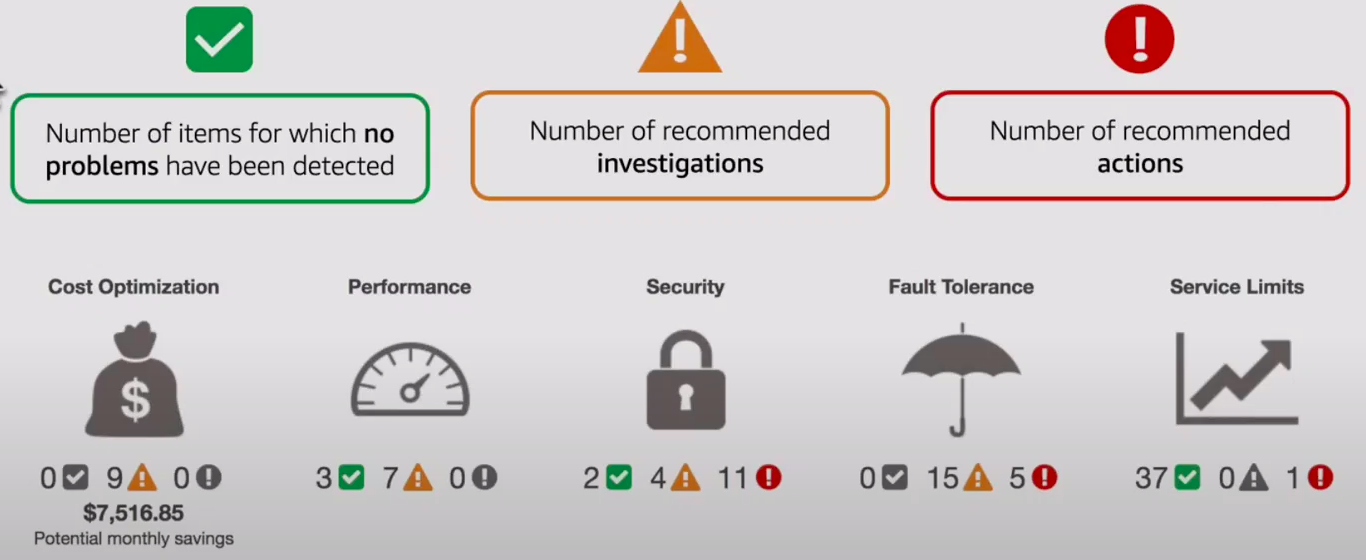 Number of items for which no
problems have been detected
Number of recommended
investigations
Number of recommended
actions
Cost Optimization
Performance
Security
Fault Tolerance
Service Limits
$
0 9 0
3 7 0
2 4 11
0 15 5
37 0 1
$7,516.85
Potential monthly savings